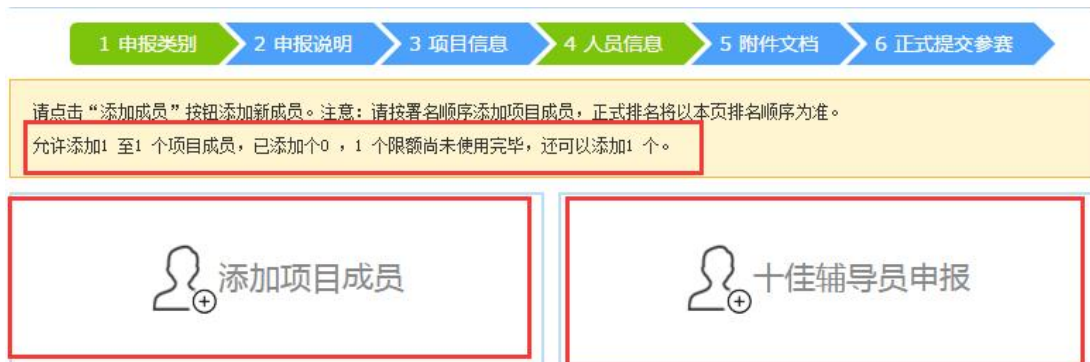 1 申报类别 2 申报说明 3 项目信息 4 人员信息 5 附件文档 6 正式提交参赛
请点击“添加成员”按钮添加新成员。注意：请按署名顺序添加项目成员，正式排名将以本页排名顺序为准。
允许添加1 至1 个项目成员，已添加个0 ，1 个限额尚未使用完毕，还可以添加1 个。
添加项目成员 十佳辅导员申报